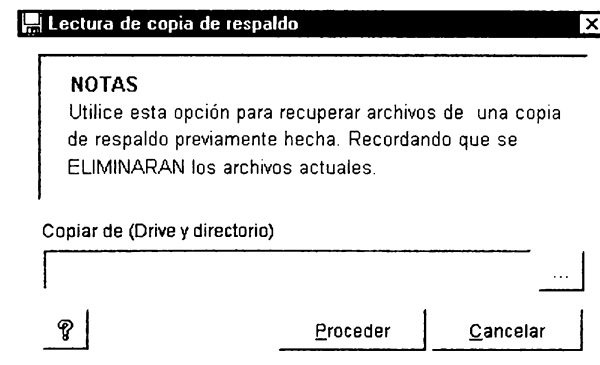 Lectura de copia de respaldo
NOTAS
Utilice esta opción para recuperar archivos de una copia
de respaldo previamente hecha. Recordando que se
ELIMINARAN los archivos actuales.
Copiar de (Drive y directorio)
...
?
Proceder
Cancelar